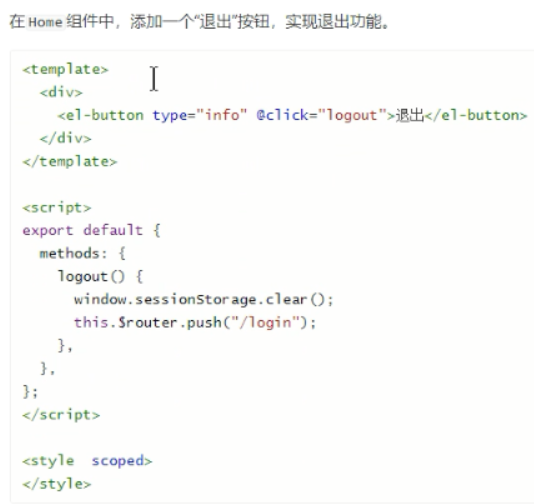 在 Home 组件中，添加一个“退出”按钮，实现退出功能。
<template>
  <div>
    <el-button type="info" @click="logout">退出</el-button>
  </div>
</template>

<script>
export default {
  methods: {
    logout() {
      window.sessionStorage.clear();
      this.$router.push("/login");
    },
  },
};
</script>

<style  scoped>
</style>